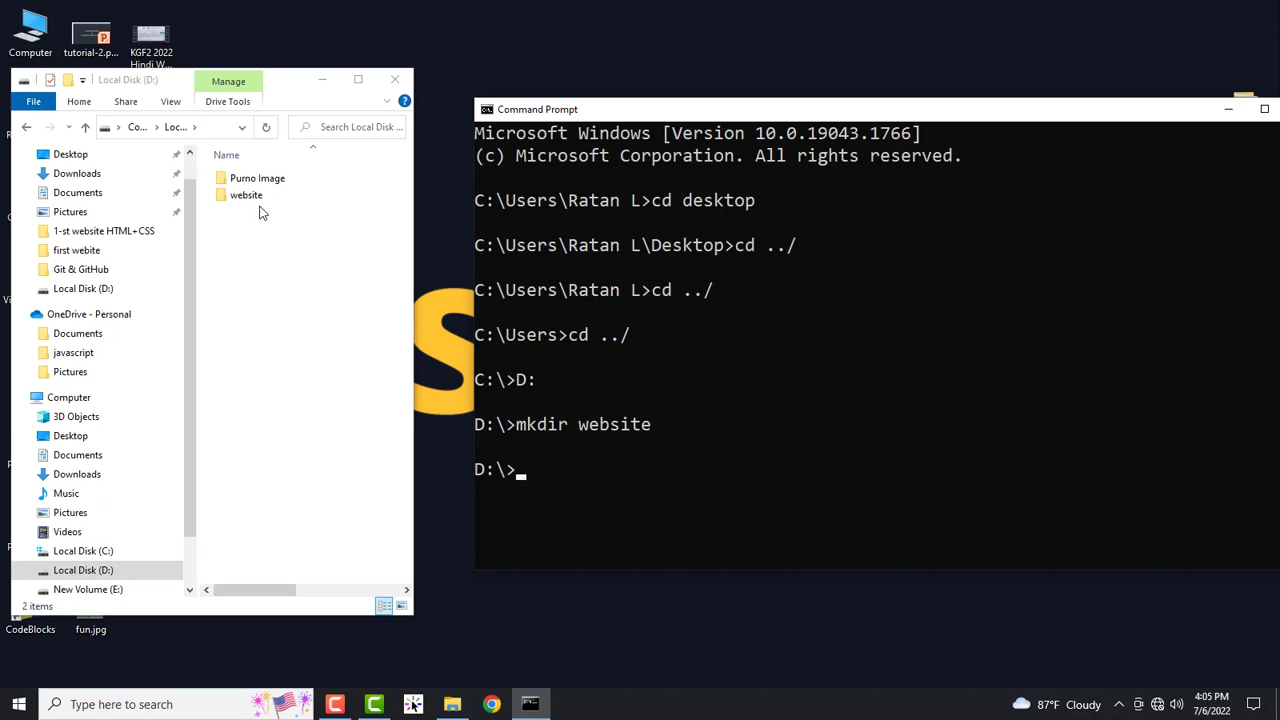 Computer
tutorial-2.p...
KGF2 2022
Hindi W...
Local Disk (D:)
Manage
File
Home
Share
View
Drive Tools
Co...
Loc...
Search Local Disk ...
Desktop
Downloads
Documents
Pictures
1-st website HTML+CSS
first webite
Git & GitHub
Local Disk (D:)
OneDrive - Personal
Documents
javascript
Pictures
Computer
3D Objects
Desktop
Documents
Downloads
Music
Pictures
Videos
Local Disk (C:)
Local Disk (D:)
New Volume (E:)
Name
Purno Image
website
2 items
CodeBlocks
fun.jpg
S
Command Prompt
Microsoft Windows [Version 10.0.19043.1766]
(c) Microsoft Corporation. All rights reserved.
C:\Users\Ratan L>cd desktop
C:\Users\Ratan L\Desktop>cd ../
C:\Users\Ratan L>cd ../
C:\Users>cd ../
C:\>D:
D:\>mkdir website
D:\>
Type here to search
87°F Cloudy
4:05 PM
7/6/2022